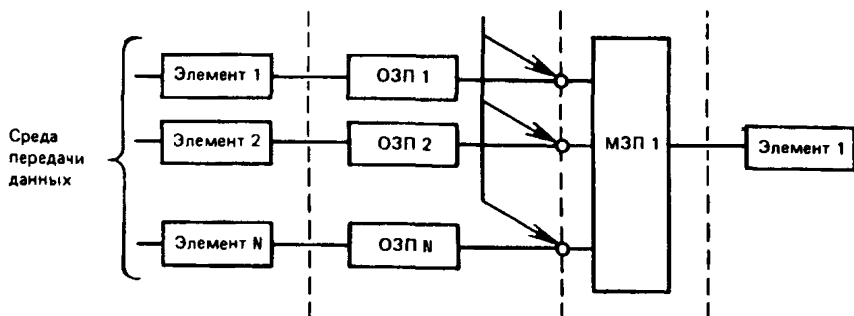 Элемент 1
ОЗП 1
Среда
передачи
данных
Элемент 2
ОЗП 2
МЗП 1
Элемент 1
Элемент N
ОЗП N